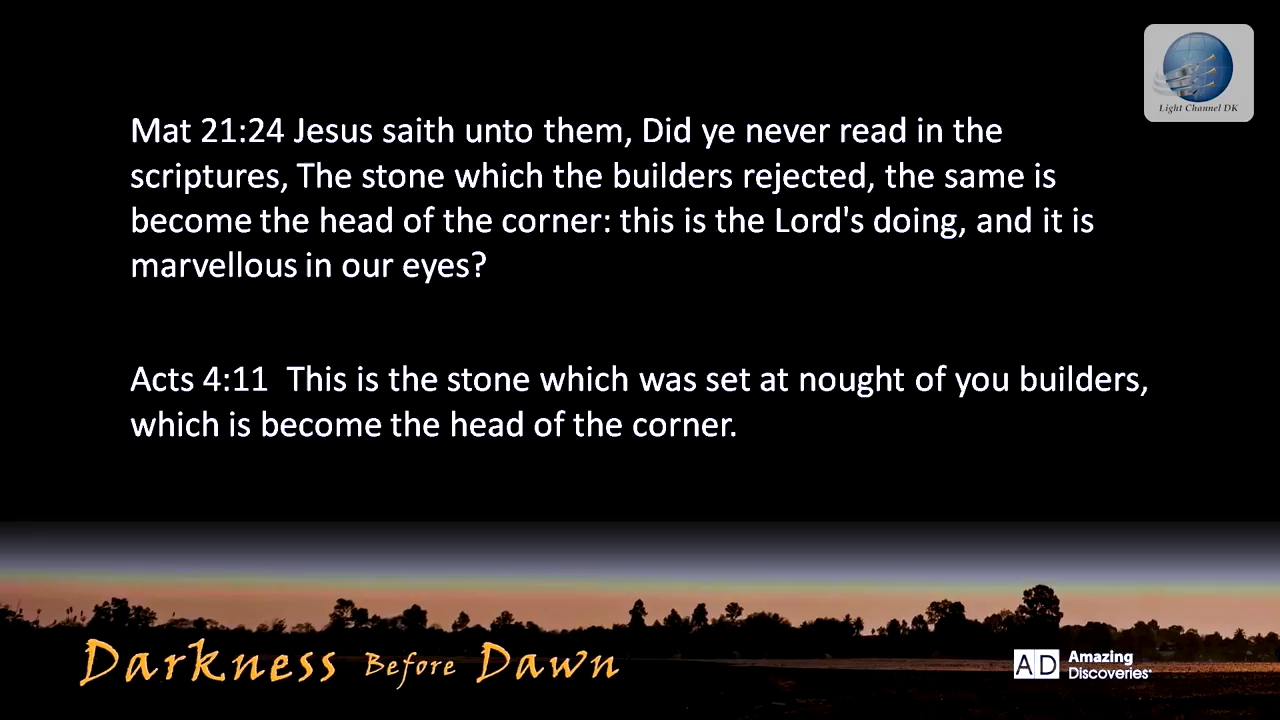 Light Channel DK
Mat 21:24 Jesus saith unto them, Did ye never read in the
scriptures, The stone which the builders rejected, the same is
become the head of the corner: this is the Lord's doing, and it is
marvellous in our eyes?
Acts 4:11  This is the stone which was set at nought of you builders,
which is become the head of the corner.
Darkness Before Dawn
AD Amazing
Discoveries